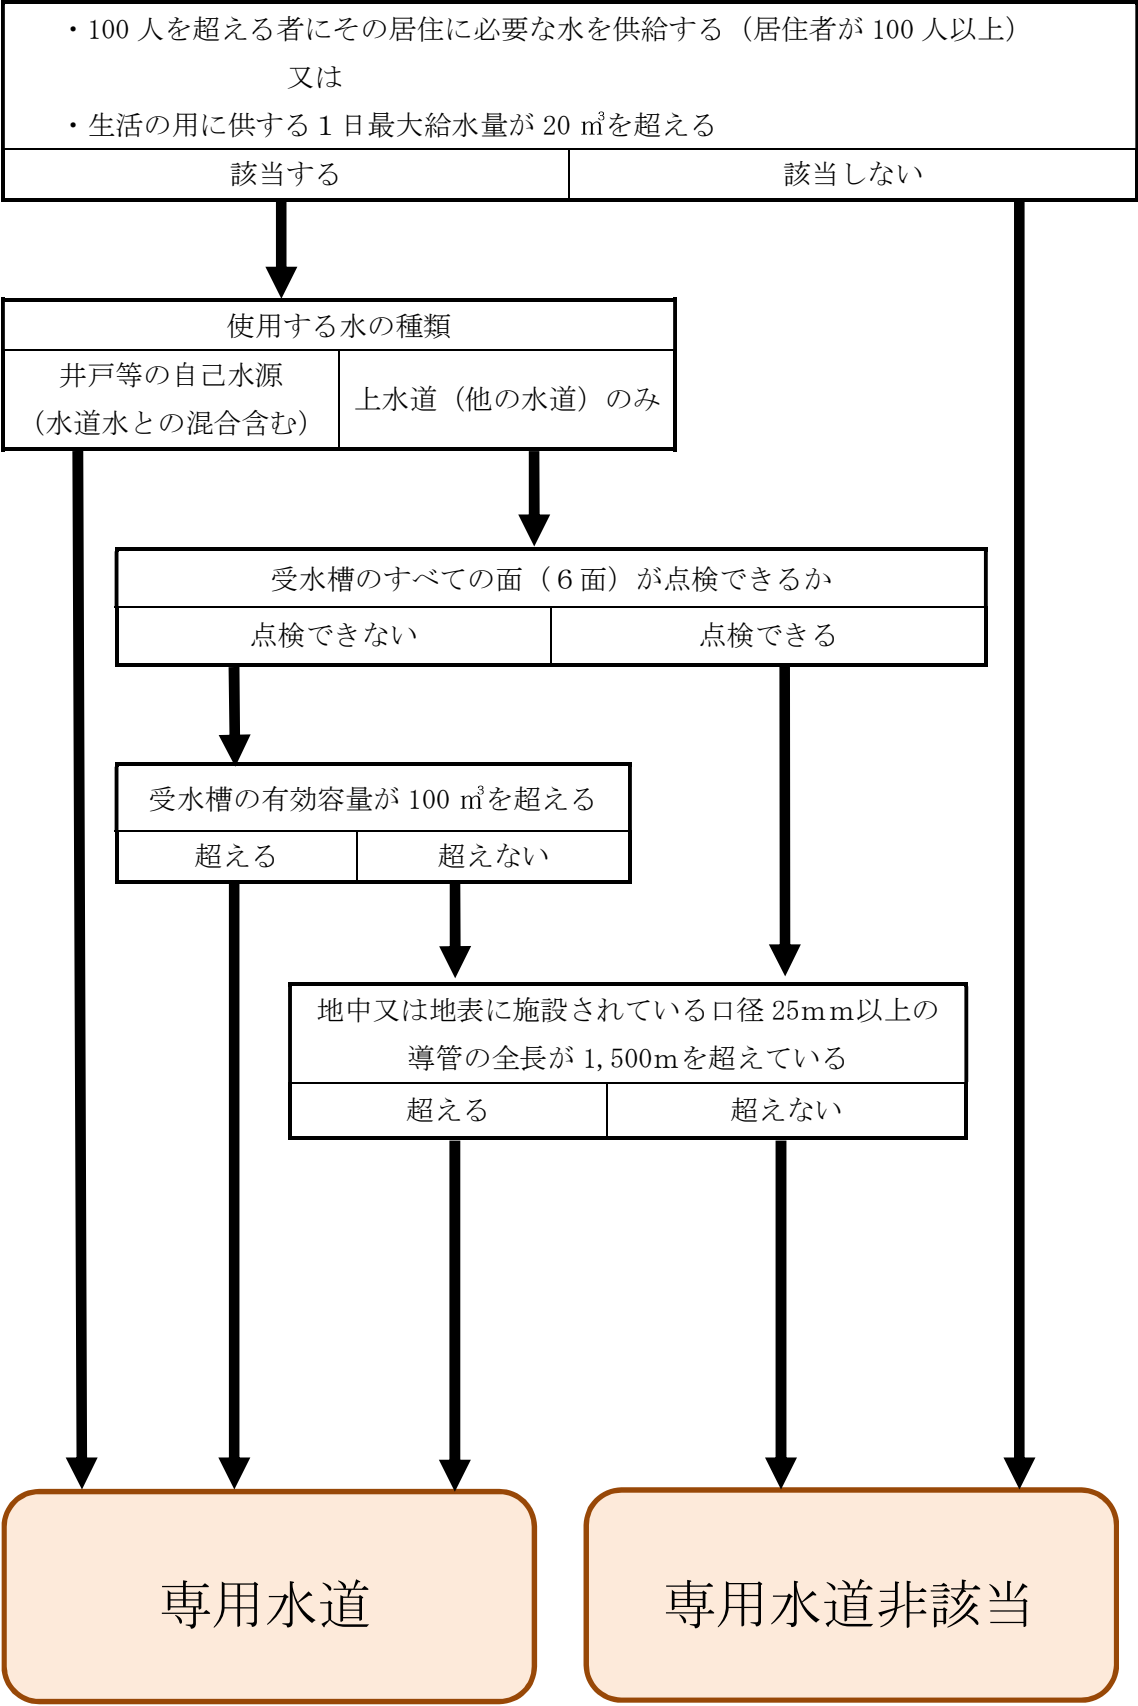 ・100 人を超える者にその居住に必要な水を供給する（居住者が 100 人以上）
又は
・生活の用に供する１日最大給水量が 20 ㎥を超える
該当する
該当しない
使用する水の種類
井戸等の自己水源
（水道水との混合含む）
上水道（他の水道）のみ
受水槽のすべての面（６面）が点検できるか
点検できない
点検できる
受水槽の有効容量が 100 ㎥を超える
超える
超えない
地中又は地表に施設されている口径 25ｍｍ以上の
導管の全長が 1,500ｍを超えている
超える
超えない
専用水道
専用水道非該当